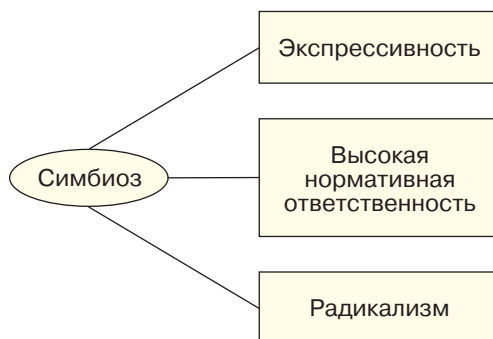 Экспрессивность
Симбиоз
Высокая
нормативная
ответственность
Радикализм